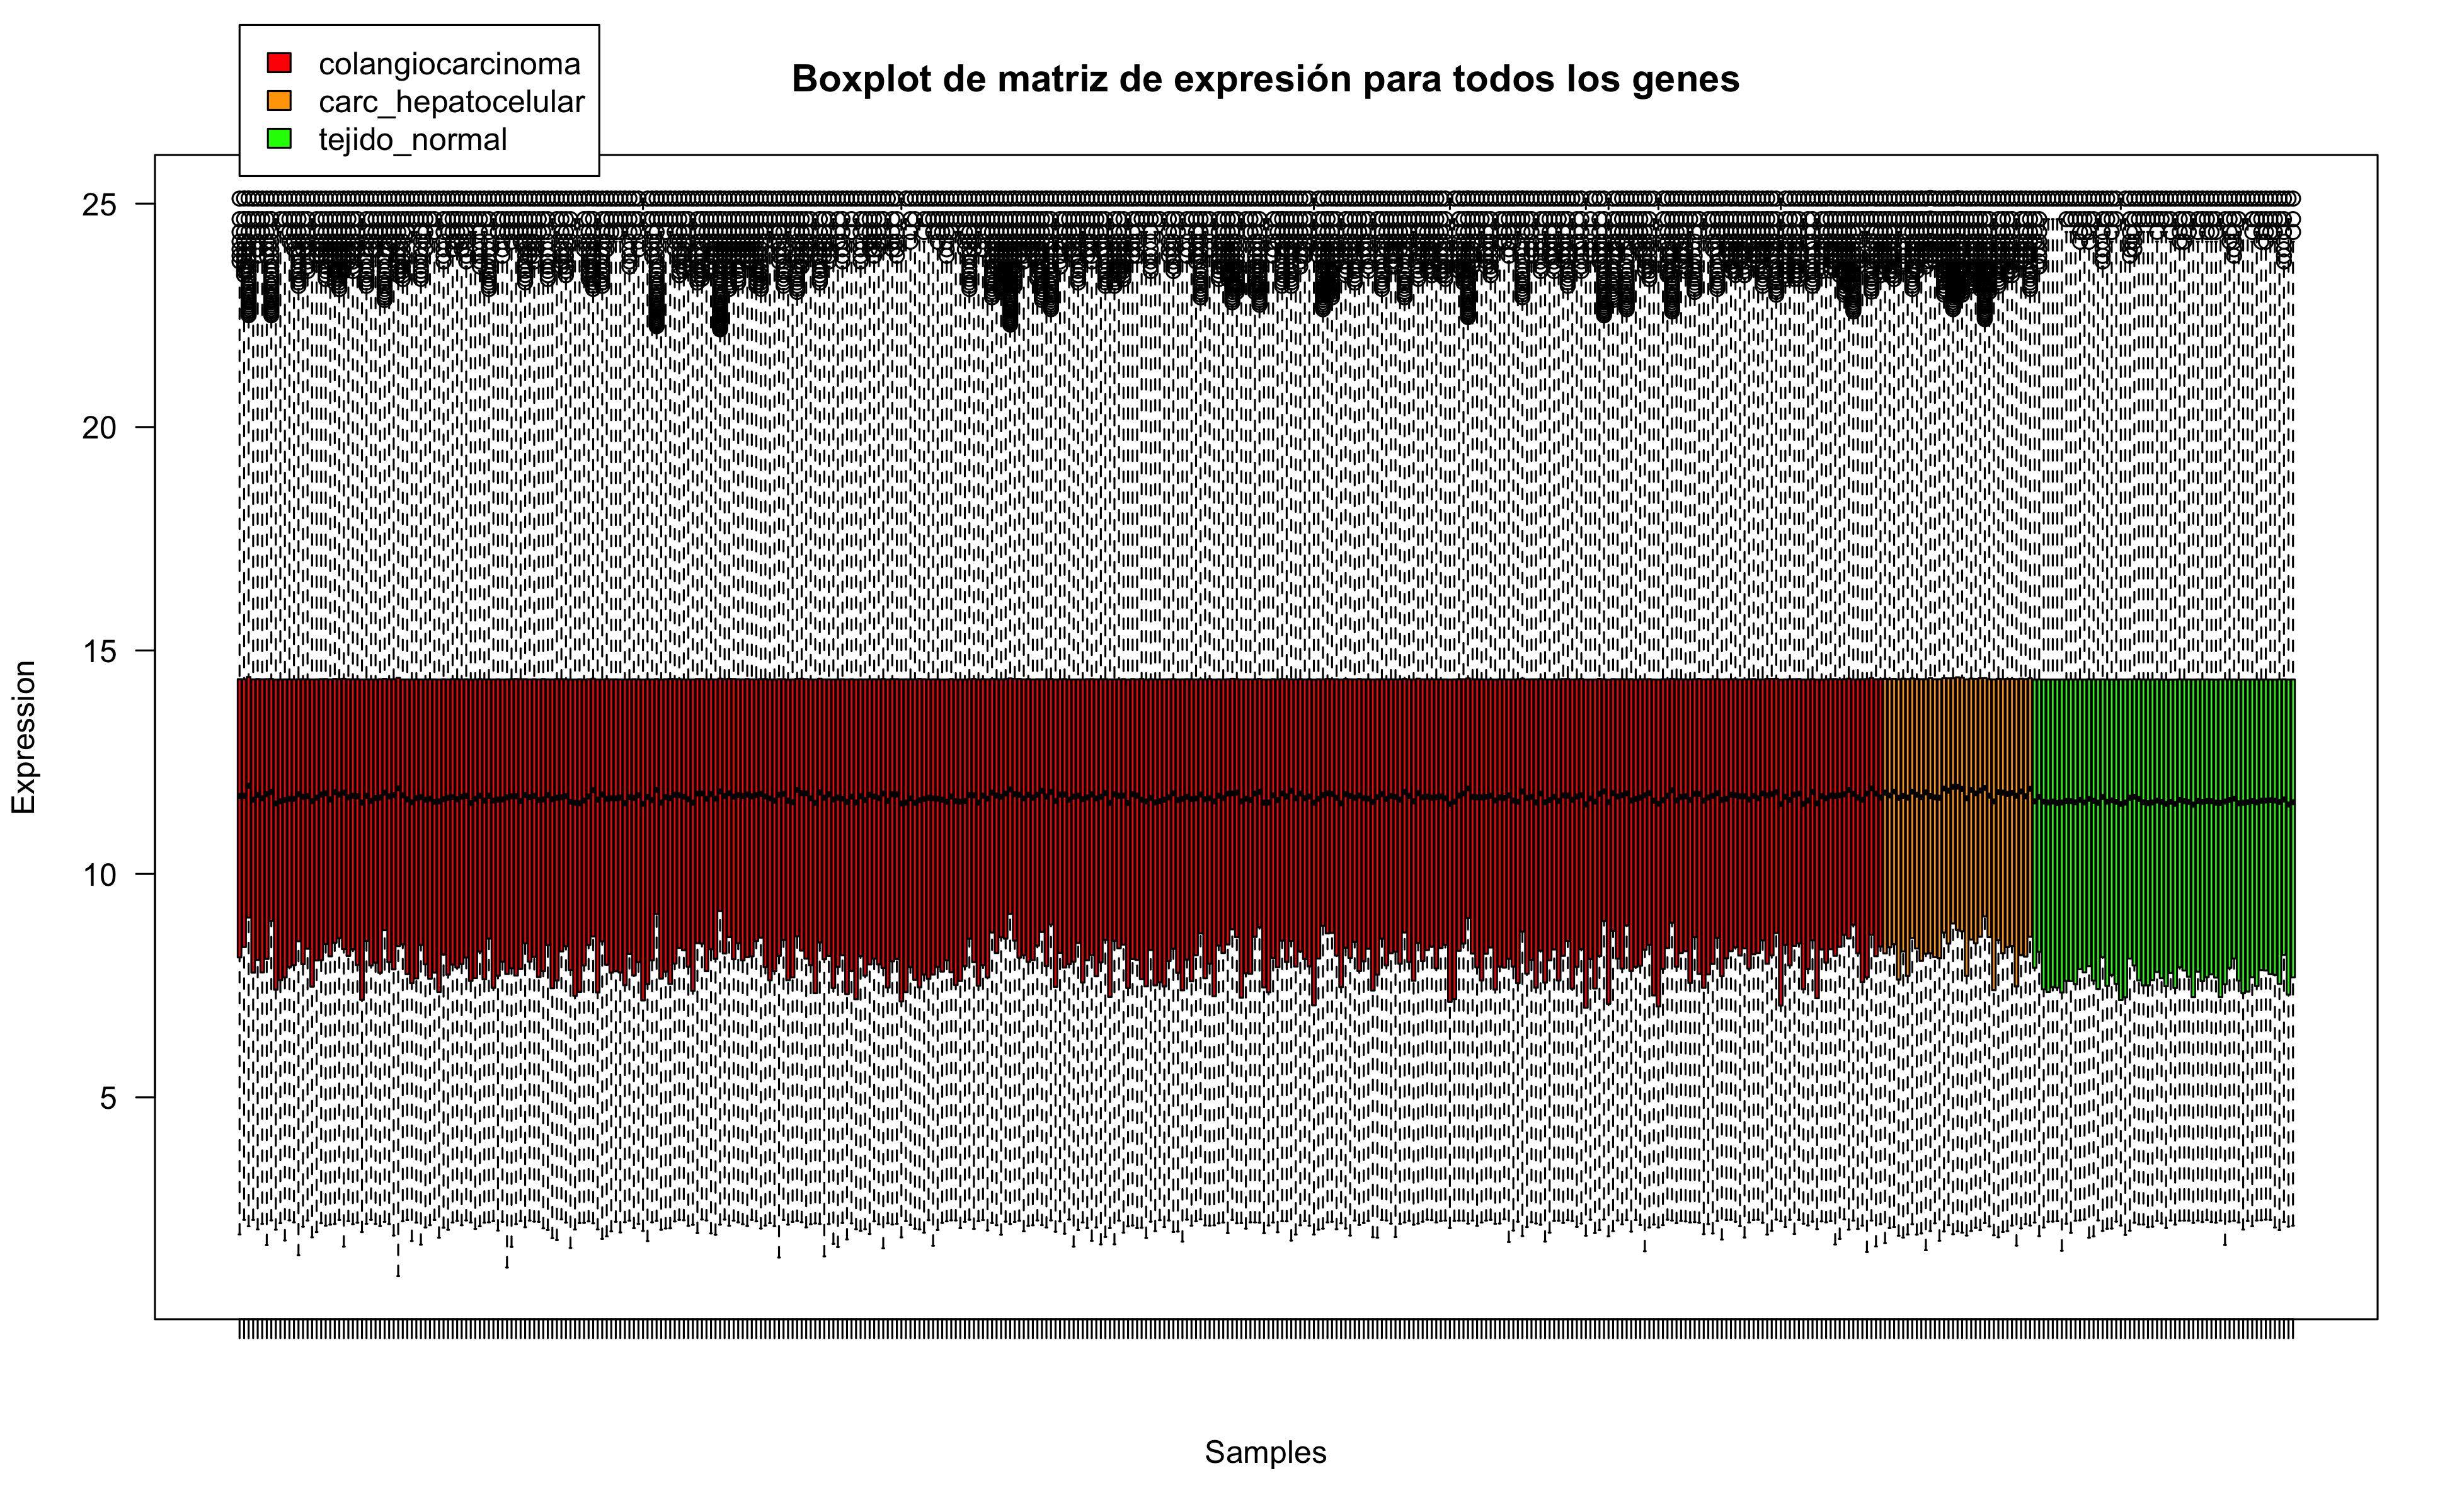 colangiocarcinoma
carc_hepatocelular
tejido_normal
Boxplot de matriz de expresión para todos los genes
25
20
15
10
5
Expression
Samples